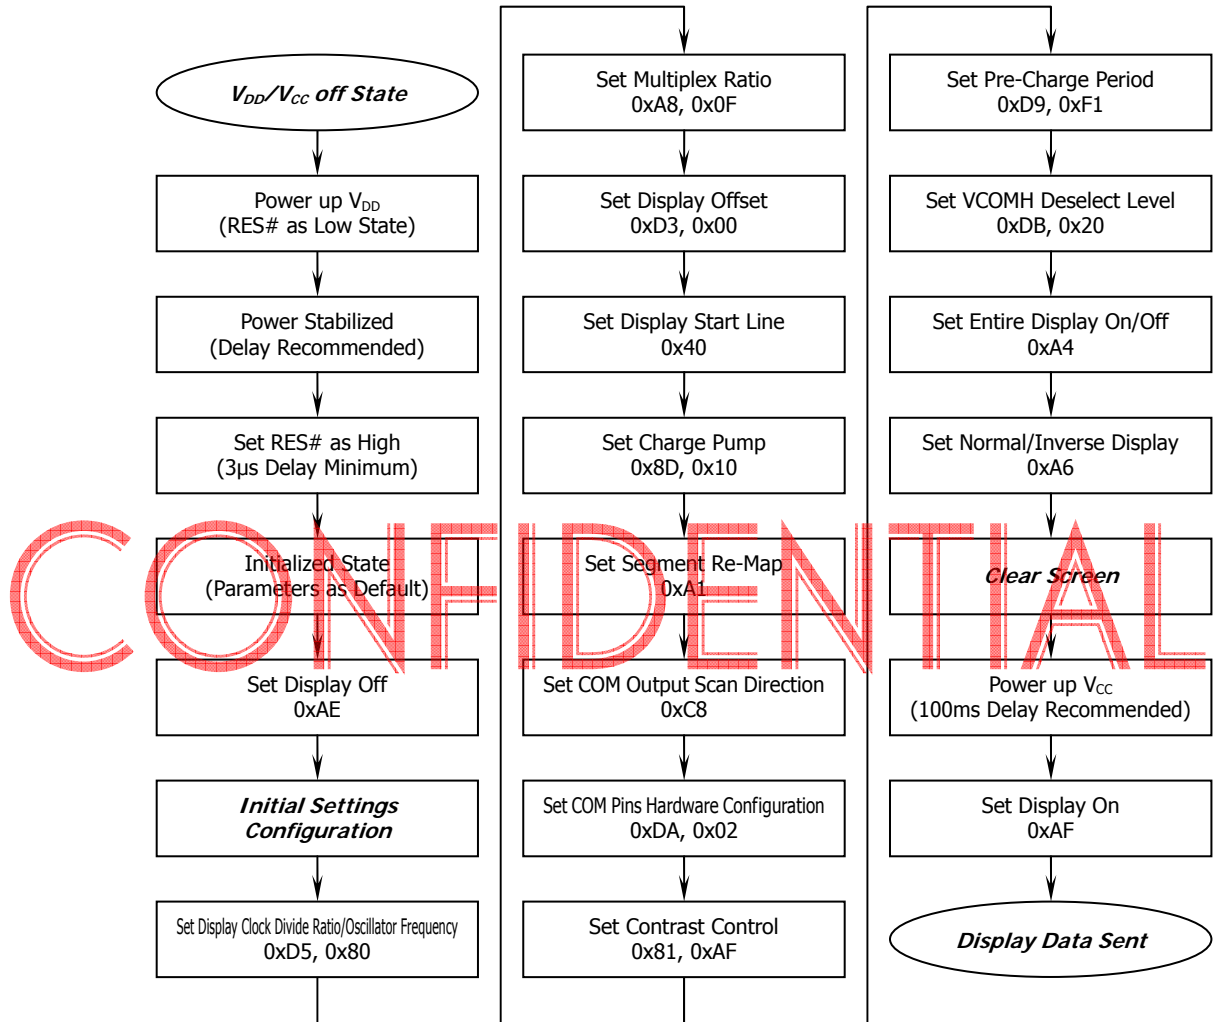 V_DD/V_CC off State
Power up V_DD
(RES# as Low State)
Power Stabilized
(Delay Recommended)
Set RES# as High
(3μs Delay Minimum)
Initialized State
(Parameters as Default)
Set Display Off
0xAE
Initial Settings
Configuration
Set Display Clock Divide Ratio/Oscillator Frequency
0xD5, 0x80
Set Multiplex Ratio
0xA8, 0x0F
Set Display Offset
0xD3, 0x00
Set Display Start Line
0x40
Set Charge Pump
0x8D, 0x10
Set Segment Re-Map
0xA1
Set COM Output Scan Direction
0xC8
Set COM Pins Hardware Configuration
0xDA, 0x02
Set Contrast Control
0x81, 0xAF
Set Pre-Charge Period
0xD9, 0xF1
Set VCOMH Deselect Level
0xDB, 0x20
Set Entire Display On/Off
0xA4
Set Normal/Inverse Display
0xA6
Clear Screen
Power up V_CC
(100ms Delay Recommended)
Set Display On
0xAF
Display Data Sent
CONFIDENTIAL